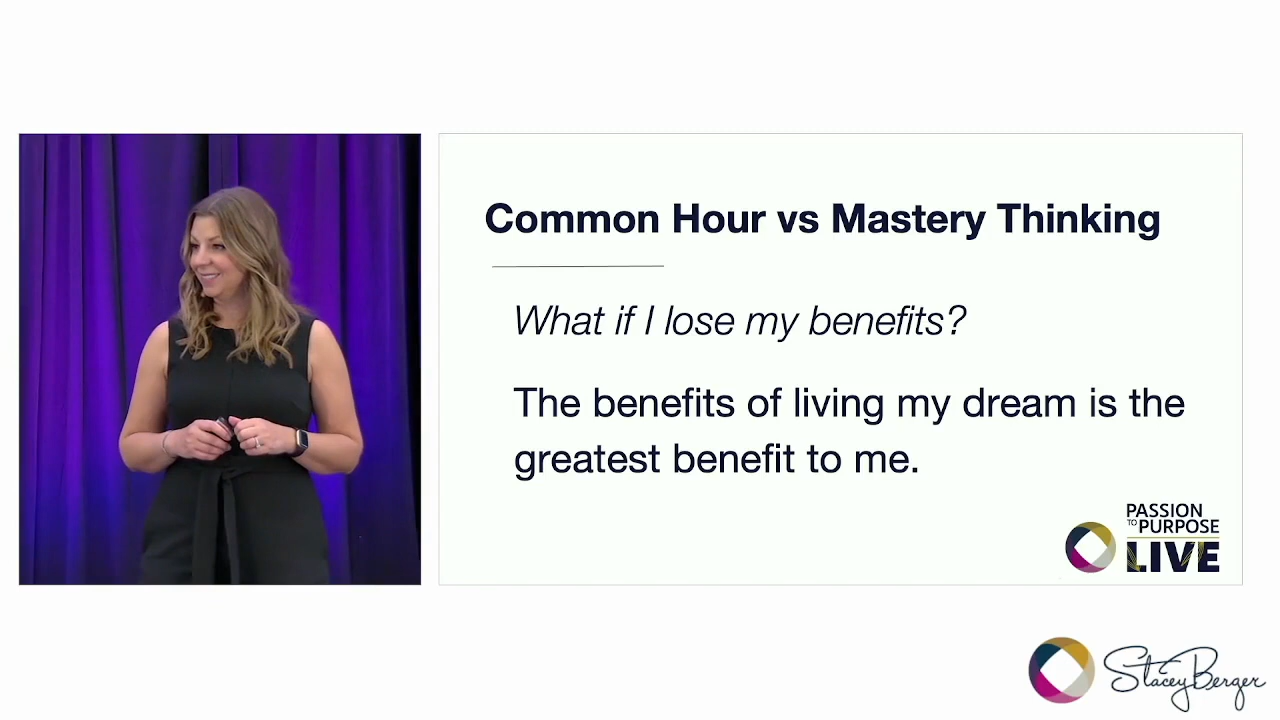 Common Hour vs Mastery Thinking
What if I lose my benefits?
The benefits of living my dream is the
greatest benefit to me.
PASSION
TO PURPOSE
LIVE
Stacey Berger